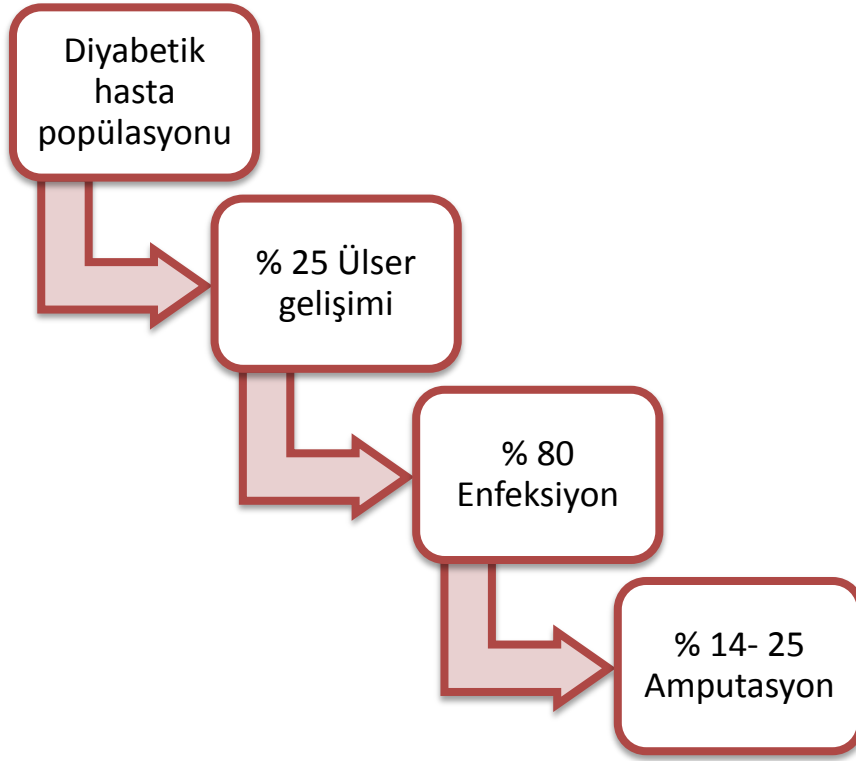 Diyabetik
hasta
popülasyonu
% 25 Ülser
gelişimi
% 80
Enfeksiyon
% 14- 25
Amputasyon